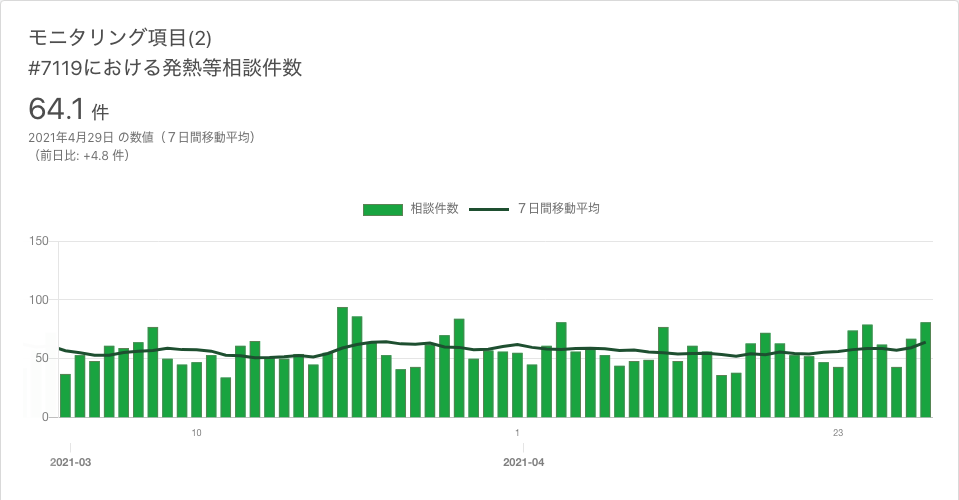 モニタリング項目(2)
#7119における発熱等相談件数
64.1 件
2021年4月29日 の数値（７日間移動平均）
（前日比: +4.8 件）
相談件数 ７日間移動平均
150
100
50
0
10 1 23
2021-03 2021-04